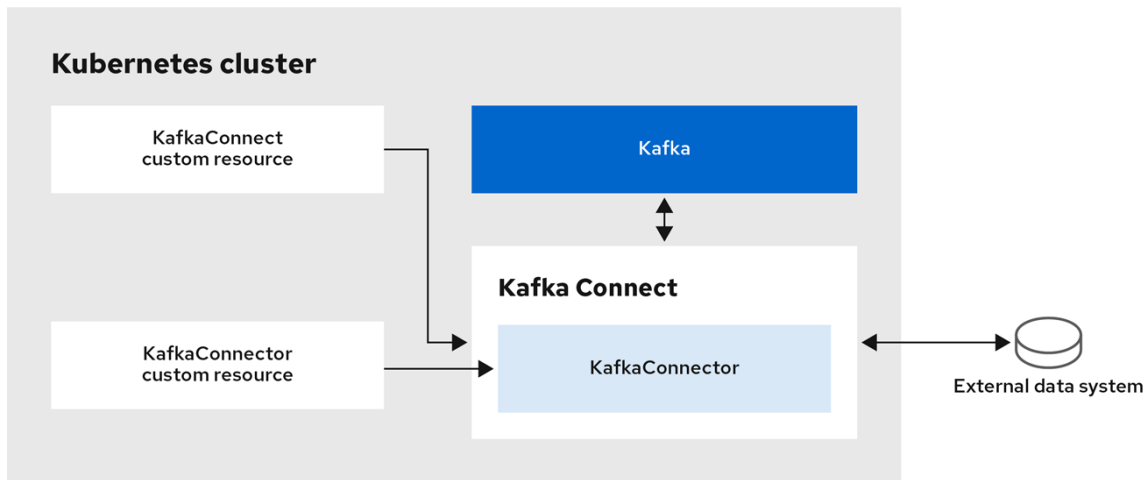 Kubernetes cluster
KafkaConnect
custom resource
Kafka
Kafka Connect
KafkaConnector
custom resource
KafkaConnector
External data system